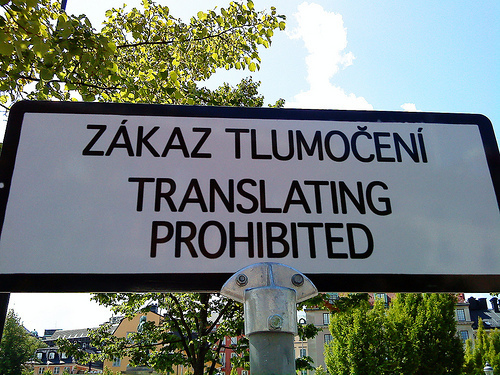 ZÁKAZ TLUMOČENÍ
TRANSLATING
PROHIBITED